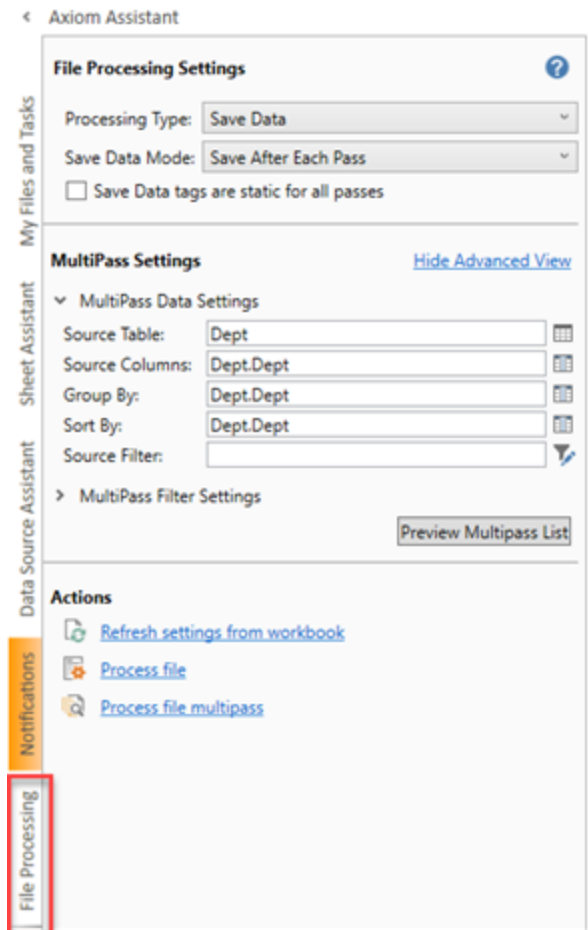 Axiom Assistant
File Processing Settings
Processing Type: Save Data
Save Data Mode: Save After Each Pass
Save Data tags are static for all passes
MultiPass Settings Hide Advanced View
MultiPass Data Settings
Source Table: Dept
Source Columns: Dept.Dept
Group By: Dept.Dept
Sort By: Dept.Dept
Source Filter:
MultiPass Filter Settings
Preview Multipass List
Actions
Refresh settings from workbook
Process file
Process file multipass
My Files and Tasks
Sheet Assistant
Data Source Assistant
Notifications
File Processing